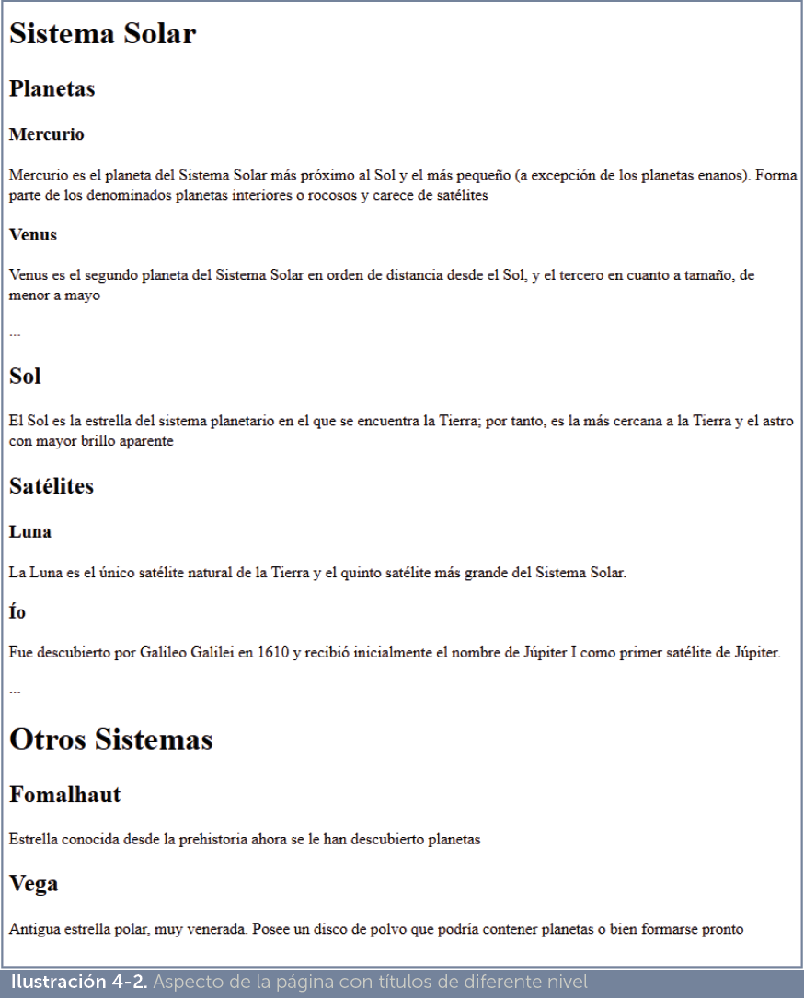 Sistema Solar
Planetas
Mercurio
Mercurio es el planeta del Sistema Solar más próximo al Sol y el más pequeño (a excepción de los planetas enanos). Forma
parte de los denominados planetas interiores o rocosos y carece de satélites
Venus
Venus es el segundo planeta del Sistema Solar en orden de distancia desde el Sol, y el tercero en cuanto a tamaño, de
menor a mayo
...
Sol
El Sol es la estrella del sistema planetario en el que se encuentra la Tierra; por tanto, es la más cercana a la Tierra y el astro
con mayor brillo aparente
Satélites
Luna
La Luna es el único satélite natural de la Tierra y el quinto satélite más grande del Sistema Solar.
Ío
Fue descubierto por Galileo Galilei en 1610 y recibió inicialmente el nombre de Júpiter I como primer satélite de Júpiter.
...
Otros Sistemas
Fomalhaut
Estrella conocida desde la prehistoria ahora se le han descubierto planetas
Vega
Antigua estrella polar, muy venerada. Posee un disco de polvo que podría contener planetas o bien formarse pronto
Ilustración 4-2. Aspecto de la página con títulos de diferente nivel